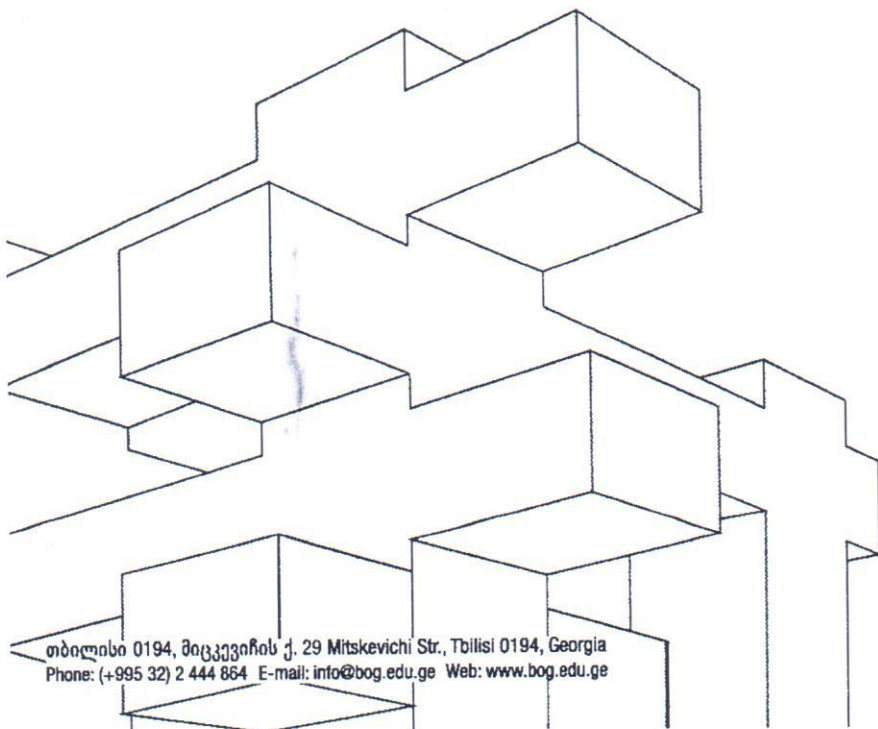 თბილისი 0194, მიცკევიჩის ქ. 29 Mitskevichi Str., Tbilisi 0194, Georgia
Phone: (+995 32) 2 444 864 E-mail: info@bog.edu.ge Web: www.bog.edu.ge